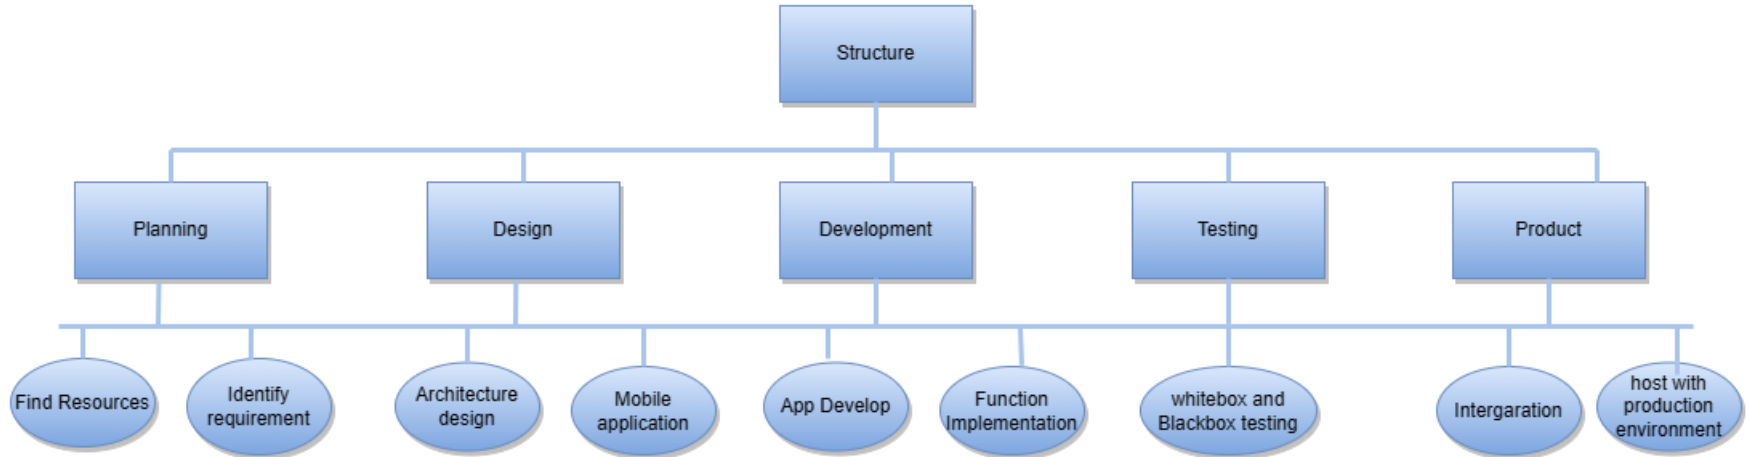 Structure
Planning
Design
Development
Testing
Product
Find Resources
Identify
requirement
Architecture
design
Mobile
application
App Develop
Function
Implementation
whitebox and
Blackbox testing
Intergaration
host with
production
environment